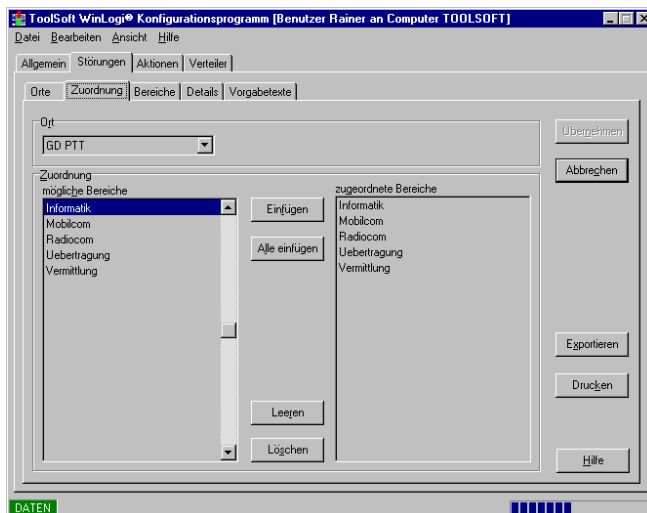 ToolSoft WinLogi® Konfigurationsprogramm [Benutzer Rainer an Computer TOOLSOFT]
Datei Bearbeiten Ansicht Hilfe
Allgemein Störungen Aktionen Verteiler
Orte Zuordnung Bereiche Details Vorgabetexte
Ort
GD PTT
Übernehmen
Abbrechen
Zuordnung
mögliche Bereiche
Informatik
Mobilcom
Radiocom
Uebertragung
Vermittlung
Einfügen
Alle einfügen
Leeren
Löschen
zugeordnete Bereiche
Informatik
Mobilcom
Radiocom
Uebertragung
Vermittlung
Exportieren
Drucken
Hilfe
DATEN